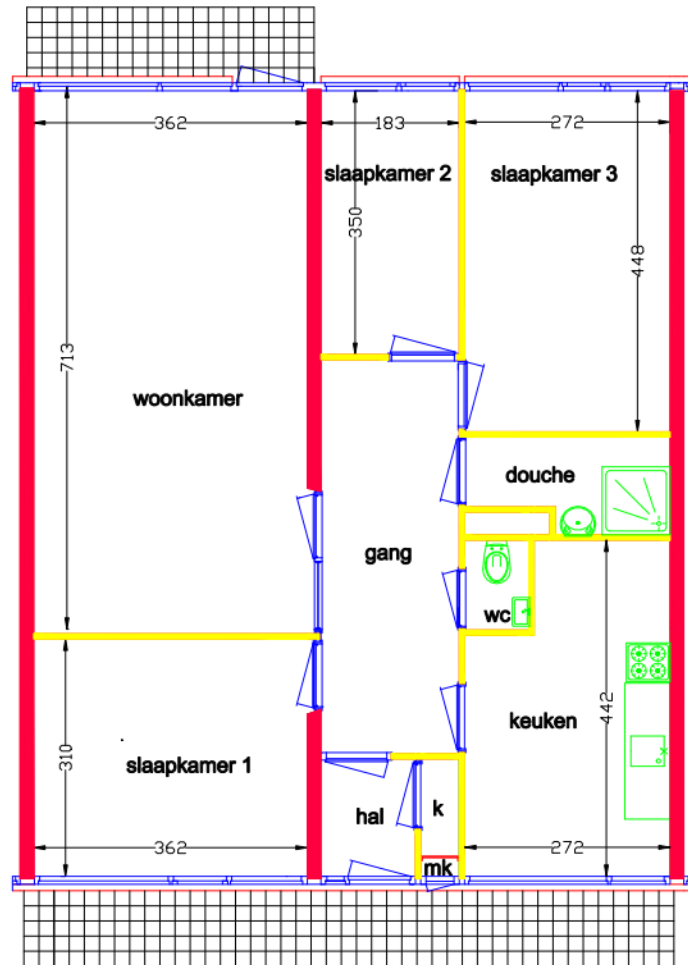 362
183
272
slaapkamer 2
slaapkamer 3
350
448
713
woonkamer
douche
gang
wc
keuken
442
310
slaapkamer 1
hal
k
362
272
mk